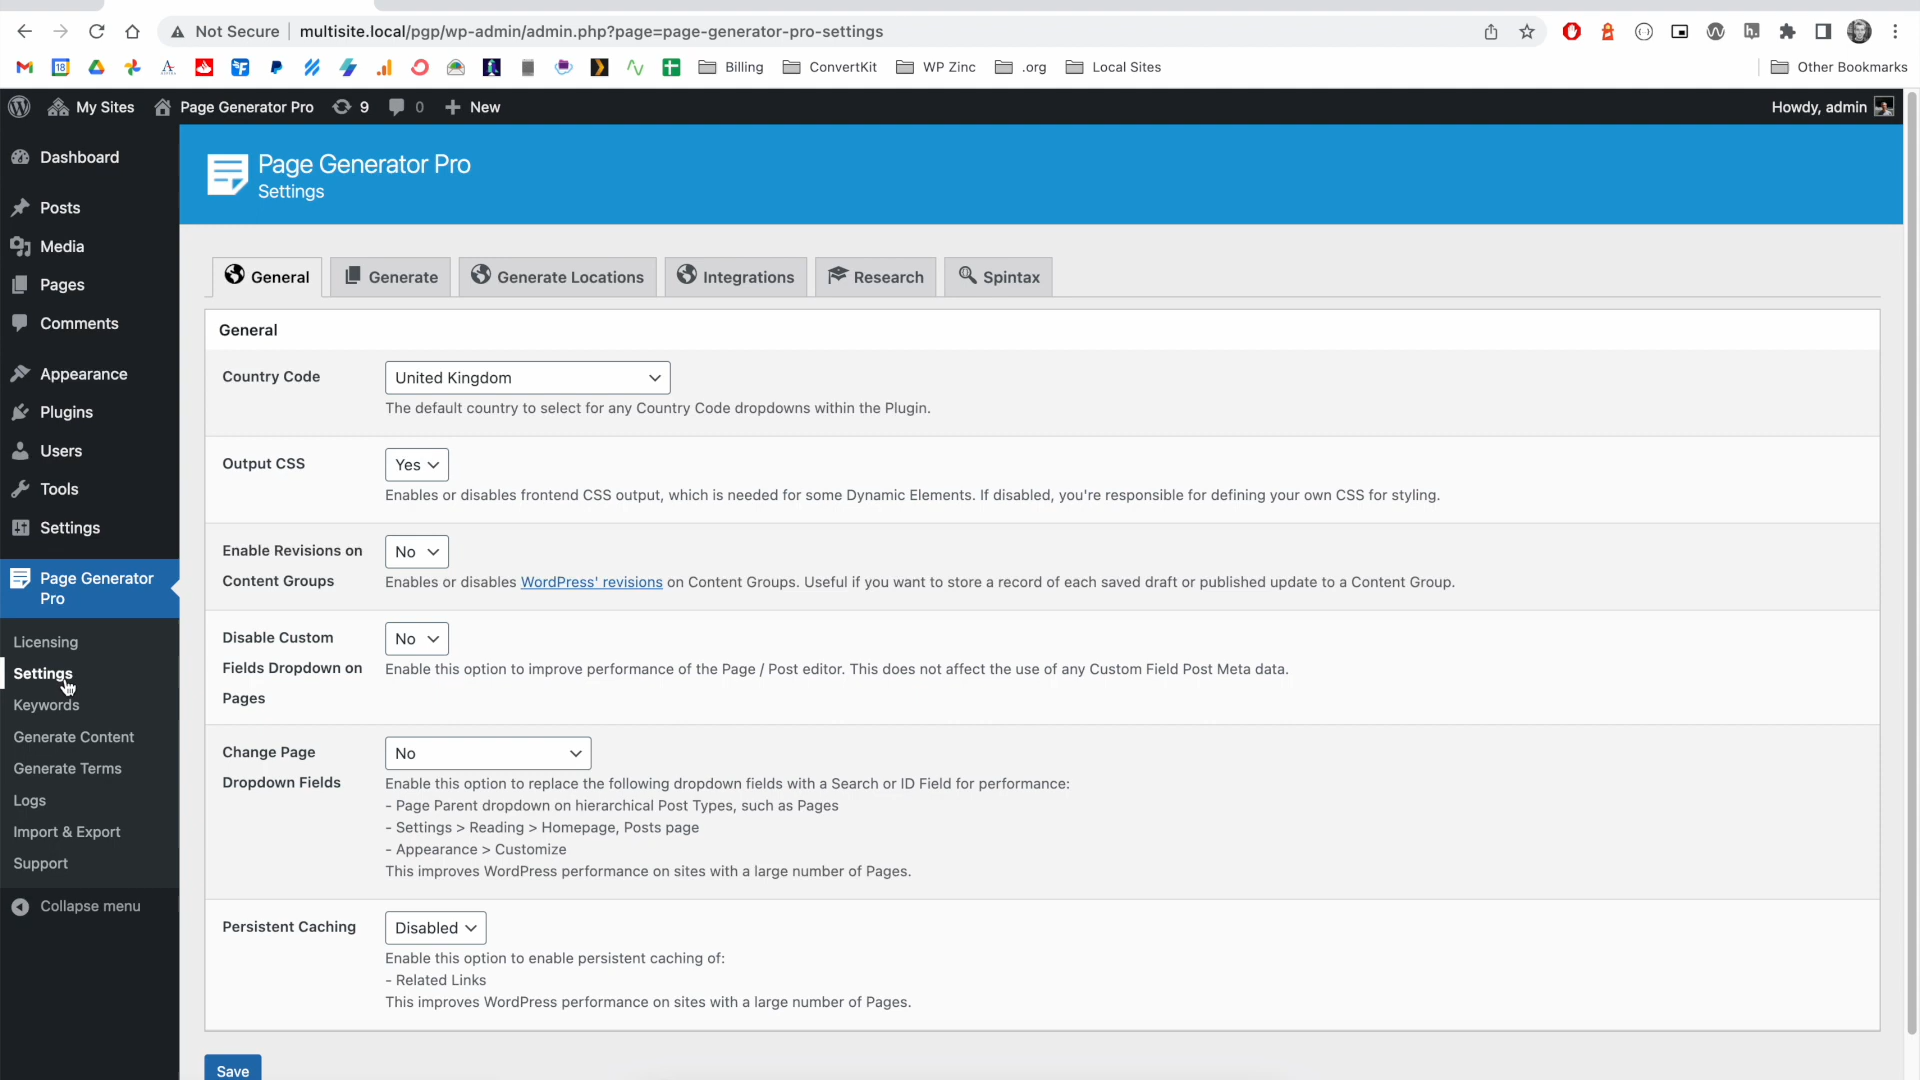 Not Secure
multisite.local/pgp/wp-admin/admin.php?page=page-generator-pro-settings
18
Billing
ConvertKit
WP Zinc
.org
Local Sites
Other Bookmarks
My Sites
Page Generator Pro
9
0
New
Howdy, admin
Dashboard
Posts
Media
Pages
Comments
Appearance
Plugins
Users
Tools
Settings
Page Generator
Pro
Licensing
Settings
Keywords
Generate Content
Generate Terms
Logs
Import & Export
Support
Collapse menu
Page Generator Pro
Settings
General
Generate
Generate Locations
Integrations
Research
Spintax
General
Country Code
United Kingdom
The default country to select for any Country Code dropdowns within the Plugin.
Output CSS
Yes
Enables or disables frontend CSS output, which is needed for some Dynamic Elements. If disabled, you're responsible for defining your own CSS for styling.
Enable Revisions on
Content Groups
No
Enables or disables WordPress' revisions on Content Groups. Useful if you want to store a record of each saved draft or published update to a Content Group.
Disable Custom
Fields Dropdown on
Pages
No
Enable this option to improve performance of the Page / Post editor. This does not affect the use of any Custom Field Post Meta data.
Change Page
Dropdown Fields
No
Enable this option to replace the following dropdown fields with a Search or ID Field for performance:
- Page Parent dropdown on hierarchical Post Types, such as Pages
- Settings > Reading > Homepage, Posts page
- Appearance > Customize
This improves WordPress performance on sites with a large number of Pages.
Persistent Caching
Disabled
Enable this option to enable persistent caching of:
- Related Links
This improves WordPress performance on sites with a large number of Pages.
Save